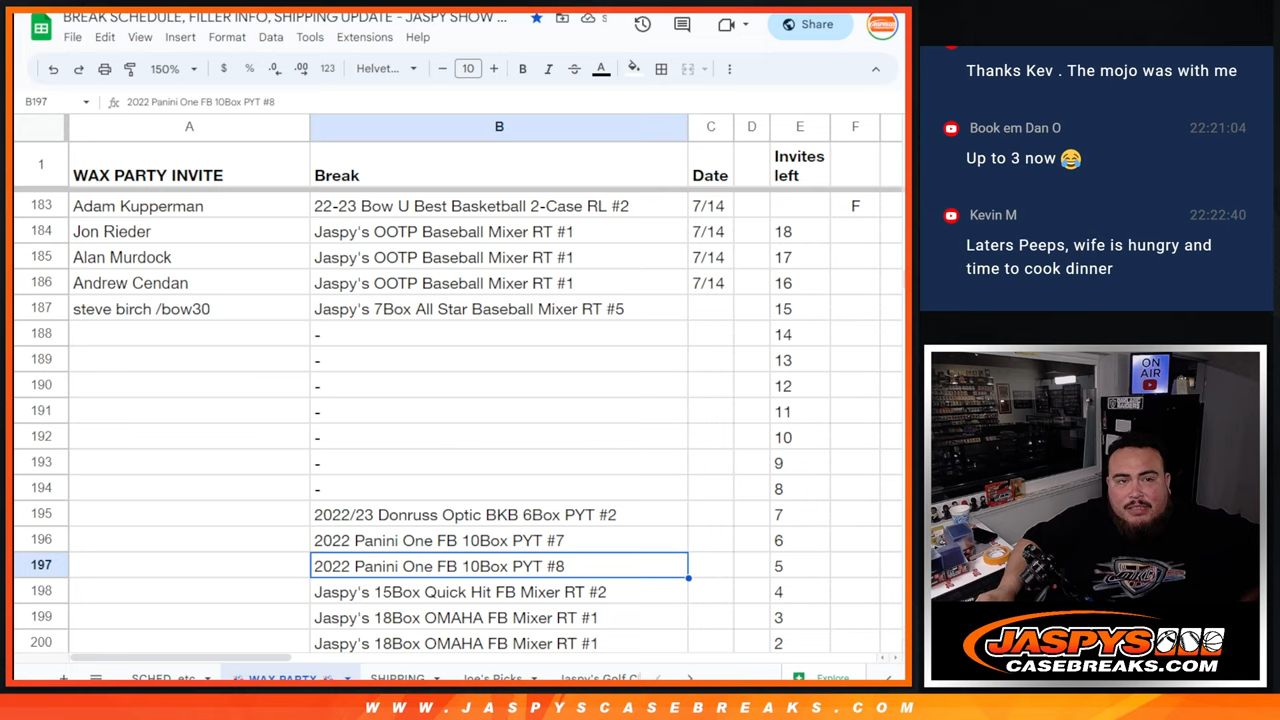 BREAK SCHEDULE, FILLER INFO, SHIPPING UPDATE - JASPY SHOW ...
S
Share
File Edit View Insert Format Data Tools Extensions Help
150% $ % .0 .00 123 Helvet... − 10 + B I A
B197 fx 2022 Panini One FB 10Box PYT #8
A B C D E F
1 WAX PARTY INVITE Break Date Invites left
183 Adam Kupperman 22-23 Bow U Best Basketball 2-Case RL #2 7/14 F
184 Jon Rieder Jaspy's OOTP Baseball Mixer RT #1 7/14 18
185 Alan Murdock Jaspy's OOTP Baseball Mixer RT #1 7/14 17
186 Andrew Cendan Jaspy's OOTP Baseball Mixer RT #1 7/14 16
187 steve birch /bow30 Jaspy's 7Box All Star Baseball Mixer RT #5 15
188 - 14
189 - 13
190 - 12
191 - 11
192 - 10
193 - 9
194 - 8
195 2022/23 Donruss Optic BKB 6Box PYT #2 7
196 2022 Panini One FB 10Box PYT #7 6
197 2022 Panini One FB 10Box PYT #8 5
198 Jaspy's 15Box Quick Hit FB Mixer RT #2 4
199 Jaspy's 18Box OMAHA FB Mixer RT #1 3
200 Jaspy's 18Box OMAHA FB Mixer RT #1 2
SCHED, etc WAX PARTY SHIPPING Joe's Picks Jaspy's Golf C Explore
Thanks Kev . The mojo was with me
Book em Dan O 22:21:04
Up to 3 now 😂
Kevin M 22:22:40
Laters Peeps, wife is hungry and
time to cook dinner
ON
AIR
JASPYS
CASEBREAKS.COM
WWW.JASPYSCASEBREAKS.COM